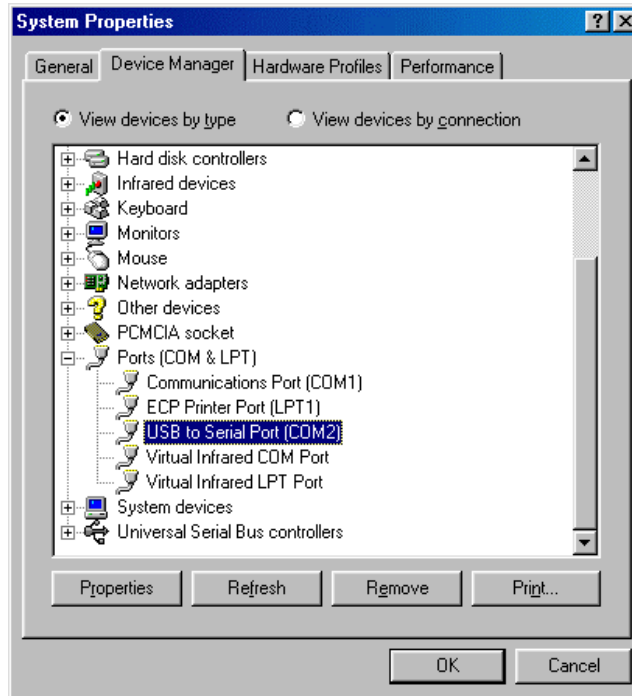 System Properties
General Device Manager Hardware Profiles Performance
View devices by type View devices by connection
Hard disk controllers
Infrared devices
Keyboard
Monitors
Mouse
Network adapters
Other devices
PCMCIA socket
Ports (COM & LPT)
Communications Port (COM1)
ECP Printer Port (LPT1)
USB to Serial Port (COM2)
Virtual Infrared COM Port
Virtual Infrared LPT Port
System devices
Universal Serial Bus controllers
Properties Refresh Remove Print...
OK Cancel